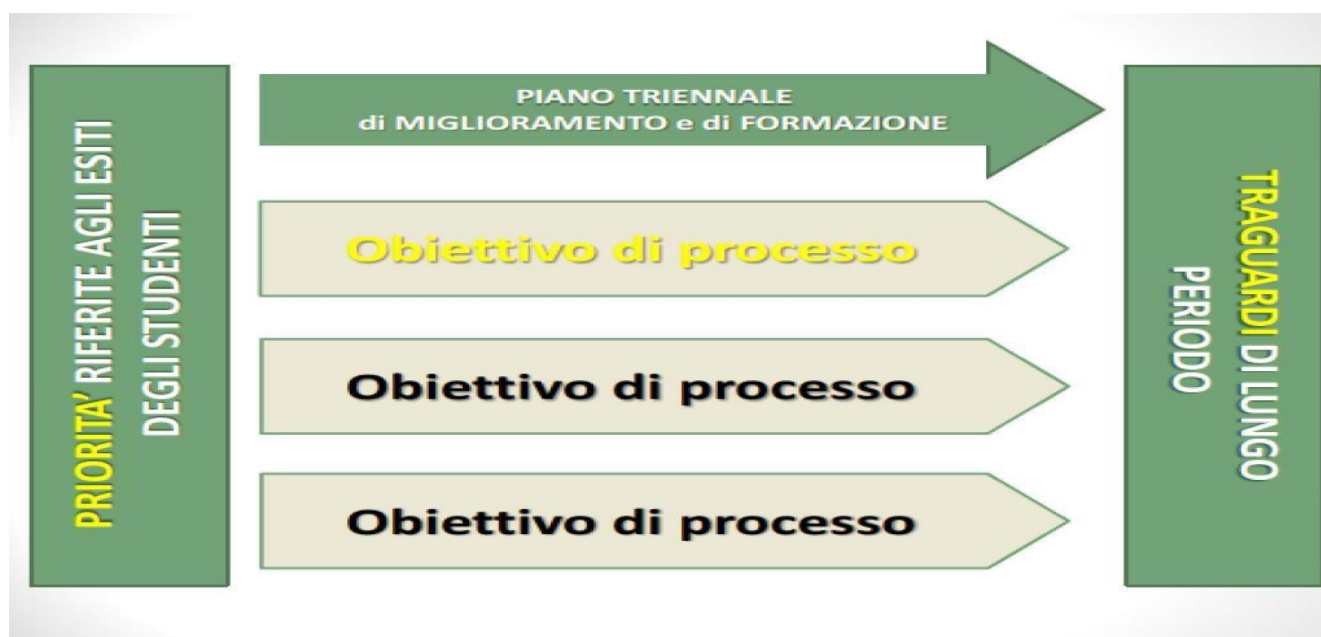 PRIORITA’ RIFERITE AGLI ESITI
DEGLI STUDENTI
PIANO TRIENNALE
di MIGLIORAMENTO e di FORMAZIONE
Obiettivo di processo
Obiettivo di processo
Obiettivo di processo
TRAGUARDI DI LUNGO
PERIODO